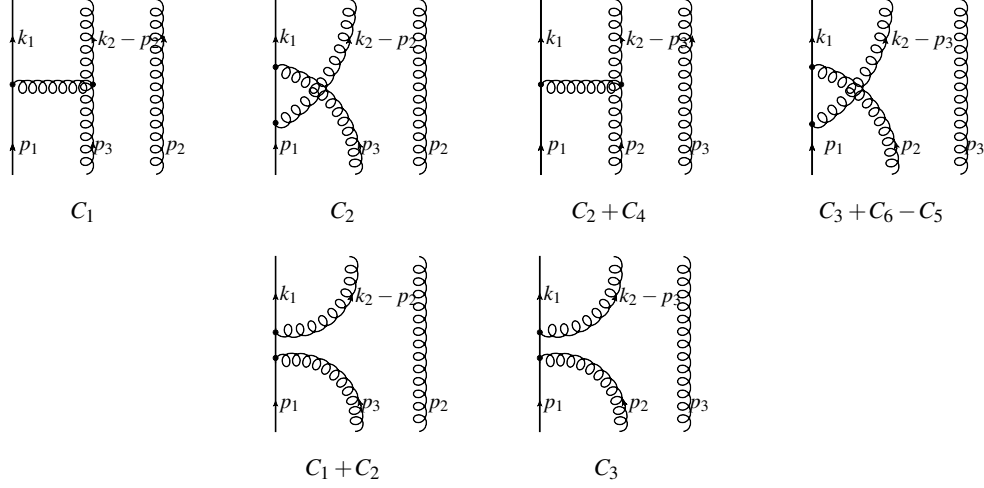 k₁ k₂ − p₂ k₁ k₂ − p₂ k₁ k₂ − p₃ k₁ k₂ − p₃
p₁ p₃ p₂ p₁ p₃ p₂ p₁ p₂ p₃ p₁ p₂ p₃
C₁ C₂ C₂ + C₄ C₃ + C₆ − C₅
k₁ k₂ − p₂ k₁ k₂ − p₃
p₁ p₃ p₂ p₁ p₂ p₃
C₁ + C₂ C₃